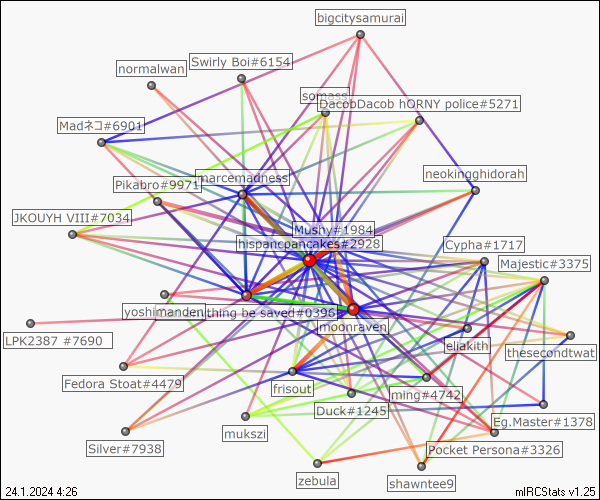 bigcitysamurai
Swirly Boi#6154
normalwan
somass
DacobDacob hORNY police#5271
Madネコ#6901
marcemadness
neokingghidorah
Pikabro#9971
JKOUYH VIII#7034
Mushy#1984
hispanopancakes#2928
Cypha#1717
Majestic#3375
yoshimanden
thing be saved#0396
moonraven
LPK2387 #7690
eliakith
thesecondtwat
Fedora Stoat#4479
frisout
ming#4742
Duck#1245
Eg.Master#1378
mukszi
Silver#7938
Pocket Persona#3326
zebula
shawntee9
24.1.2024 4:26
mIRCStats v1.25